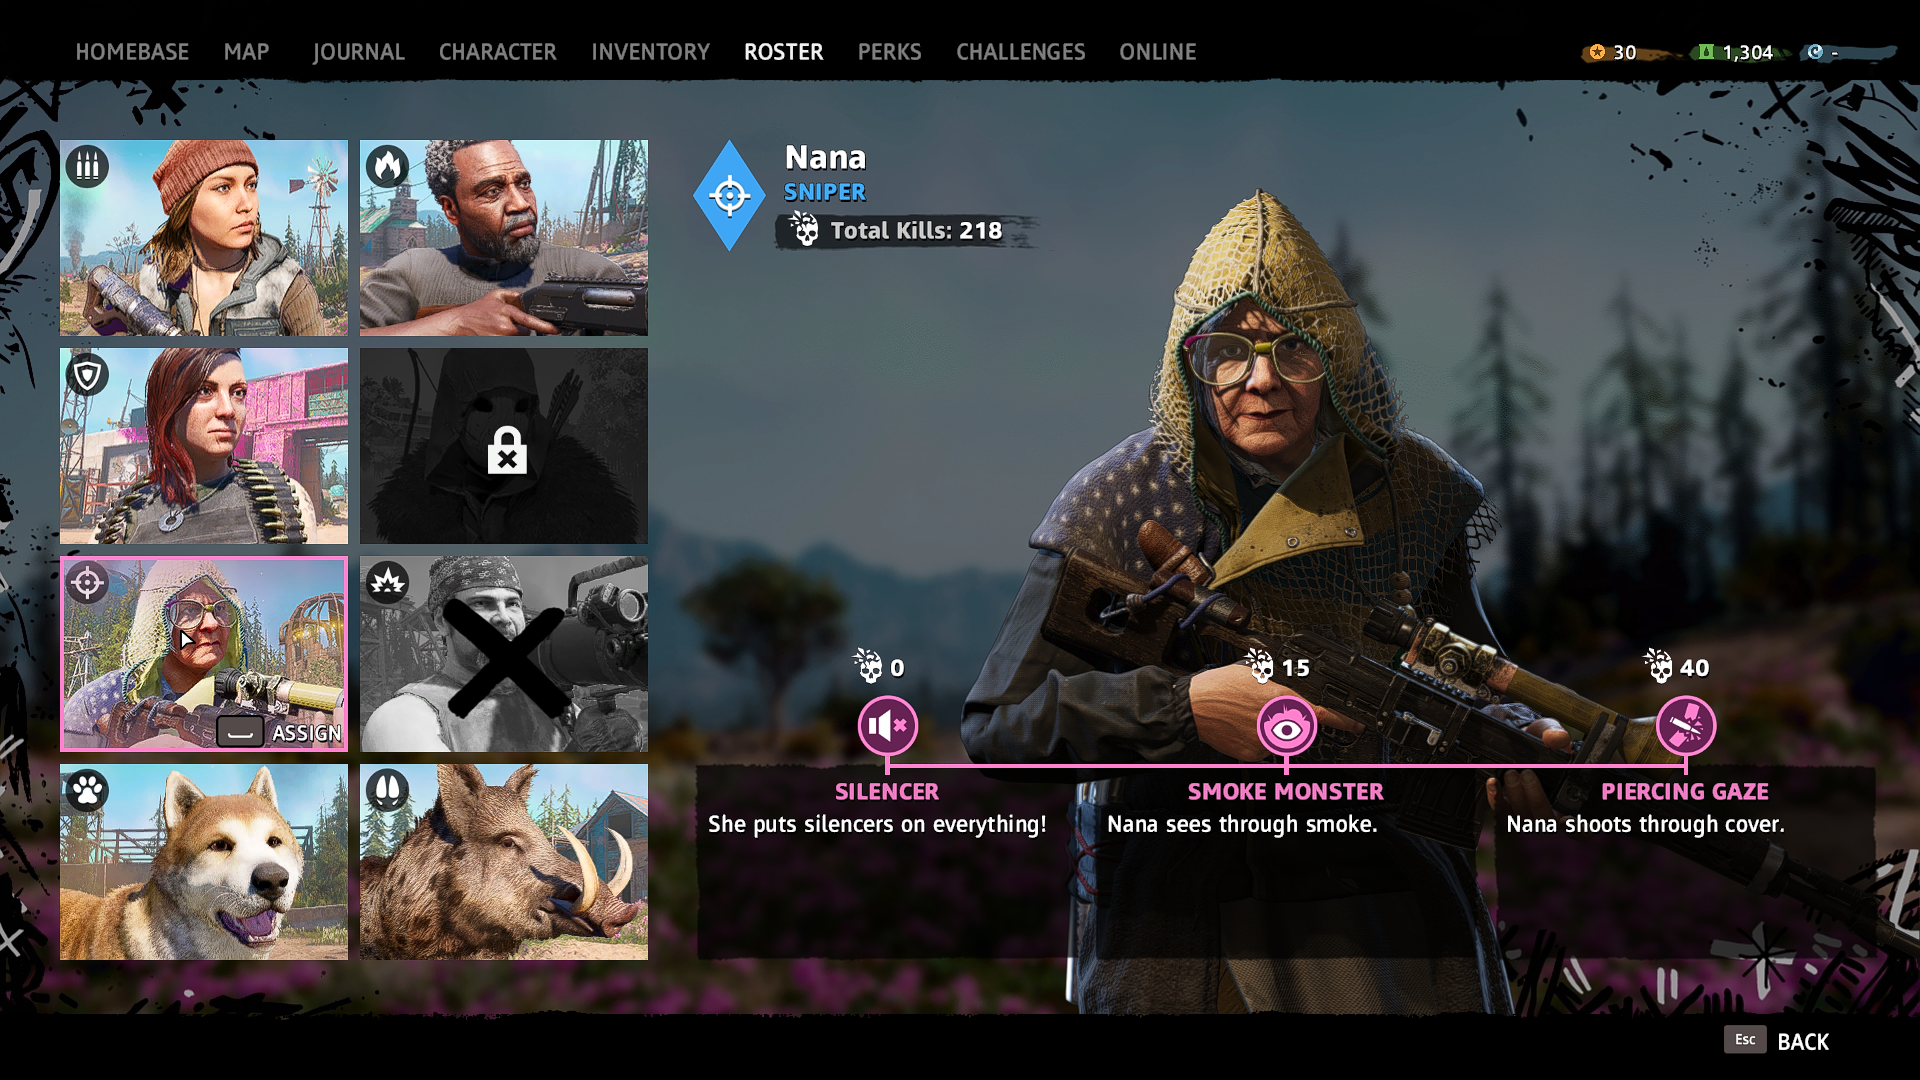 HOMEBASE MAP JOURNAL CHARACTER INVENTORY ROSTER PERKS CHALLENGES ONLINE
30 1,304 -
Nana
SNIPER
Total Kills: 218
ASSIGN
0 15 40
SILENCER SMOKE MONSTER PIERCING GAZE
She puts silencers on everything! Nana sees through smoke. Nana shoots through cover.
Esc BACK